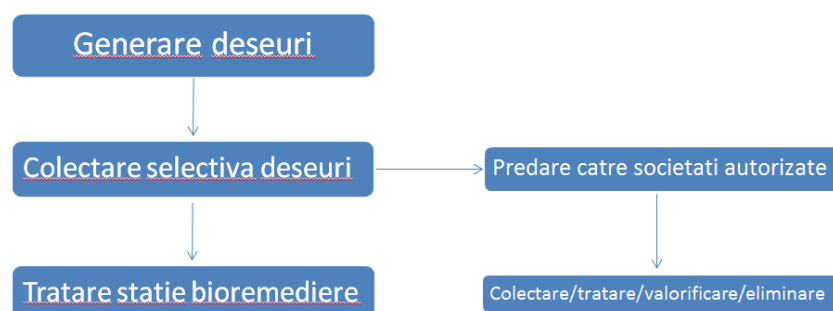 Generare deseuri
Colectare selectiva deseuri
Predare catre societati autorizate
Tratare statie bioremediere
Colectare/tratare/valorificare/eliminare